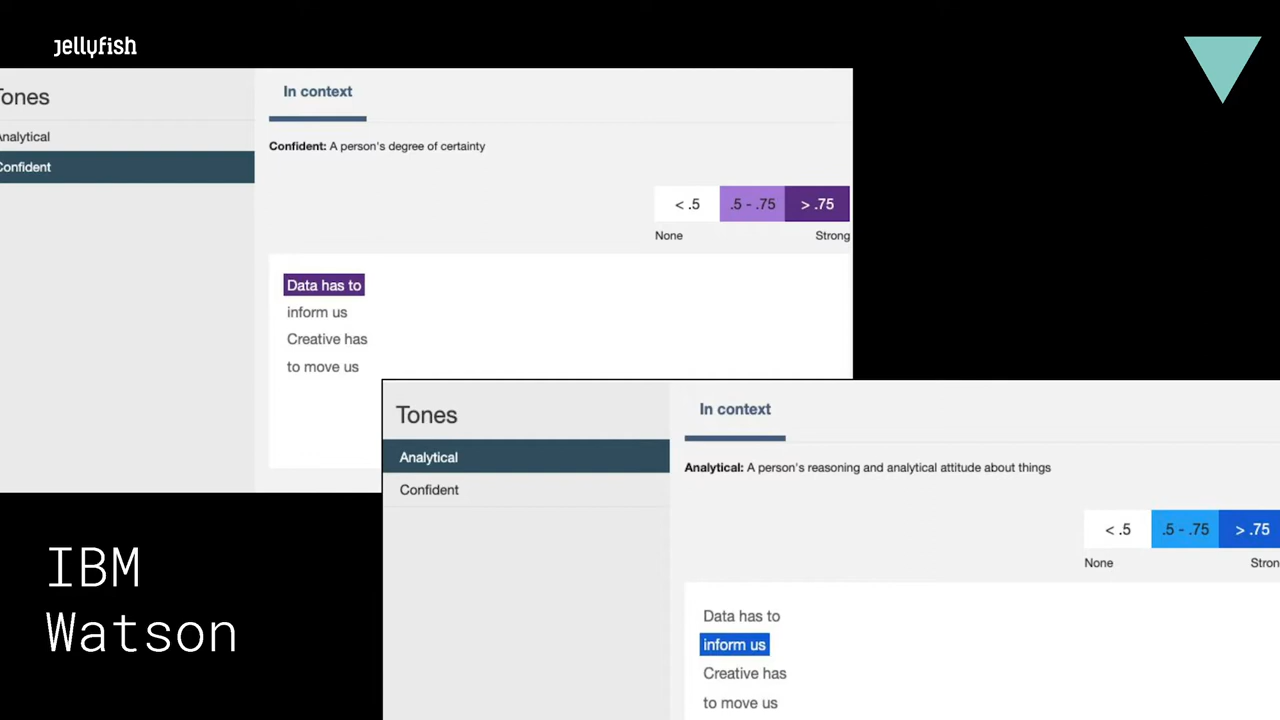 jellyfish
Tones
Analytical
Confident
In context
Confident: A person's degree of certainty
< .5
.5 - .75
> .75
None
Strong
Data has to
inform us
Creative has
to move us
Tones
Analytical
Confident
In context
Analytical: A person's reasoning and analytical attitude about things
< .5
.5 - .75
> .75
None
Stron
Data has to
inform us
Creative has
to move us
IBM
Watson